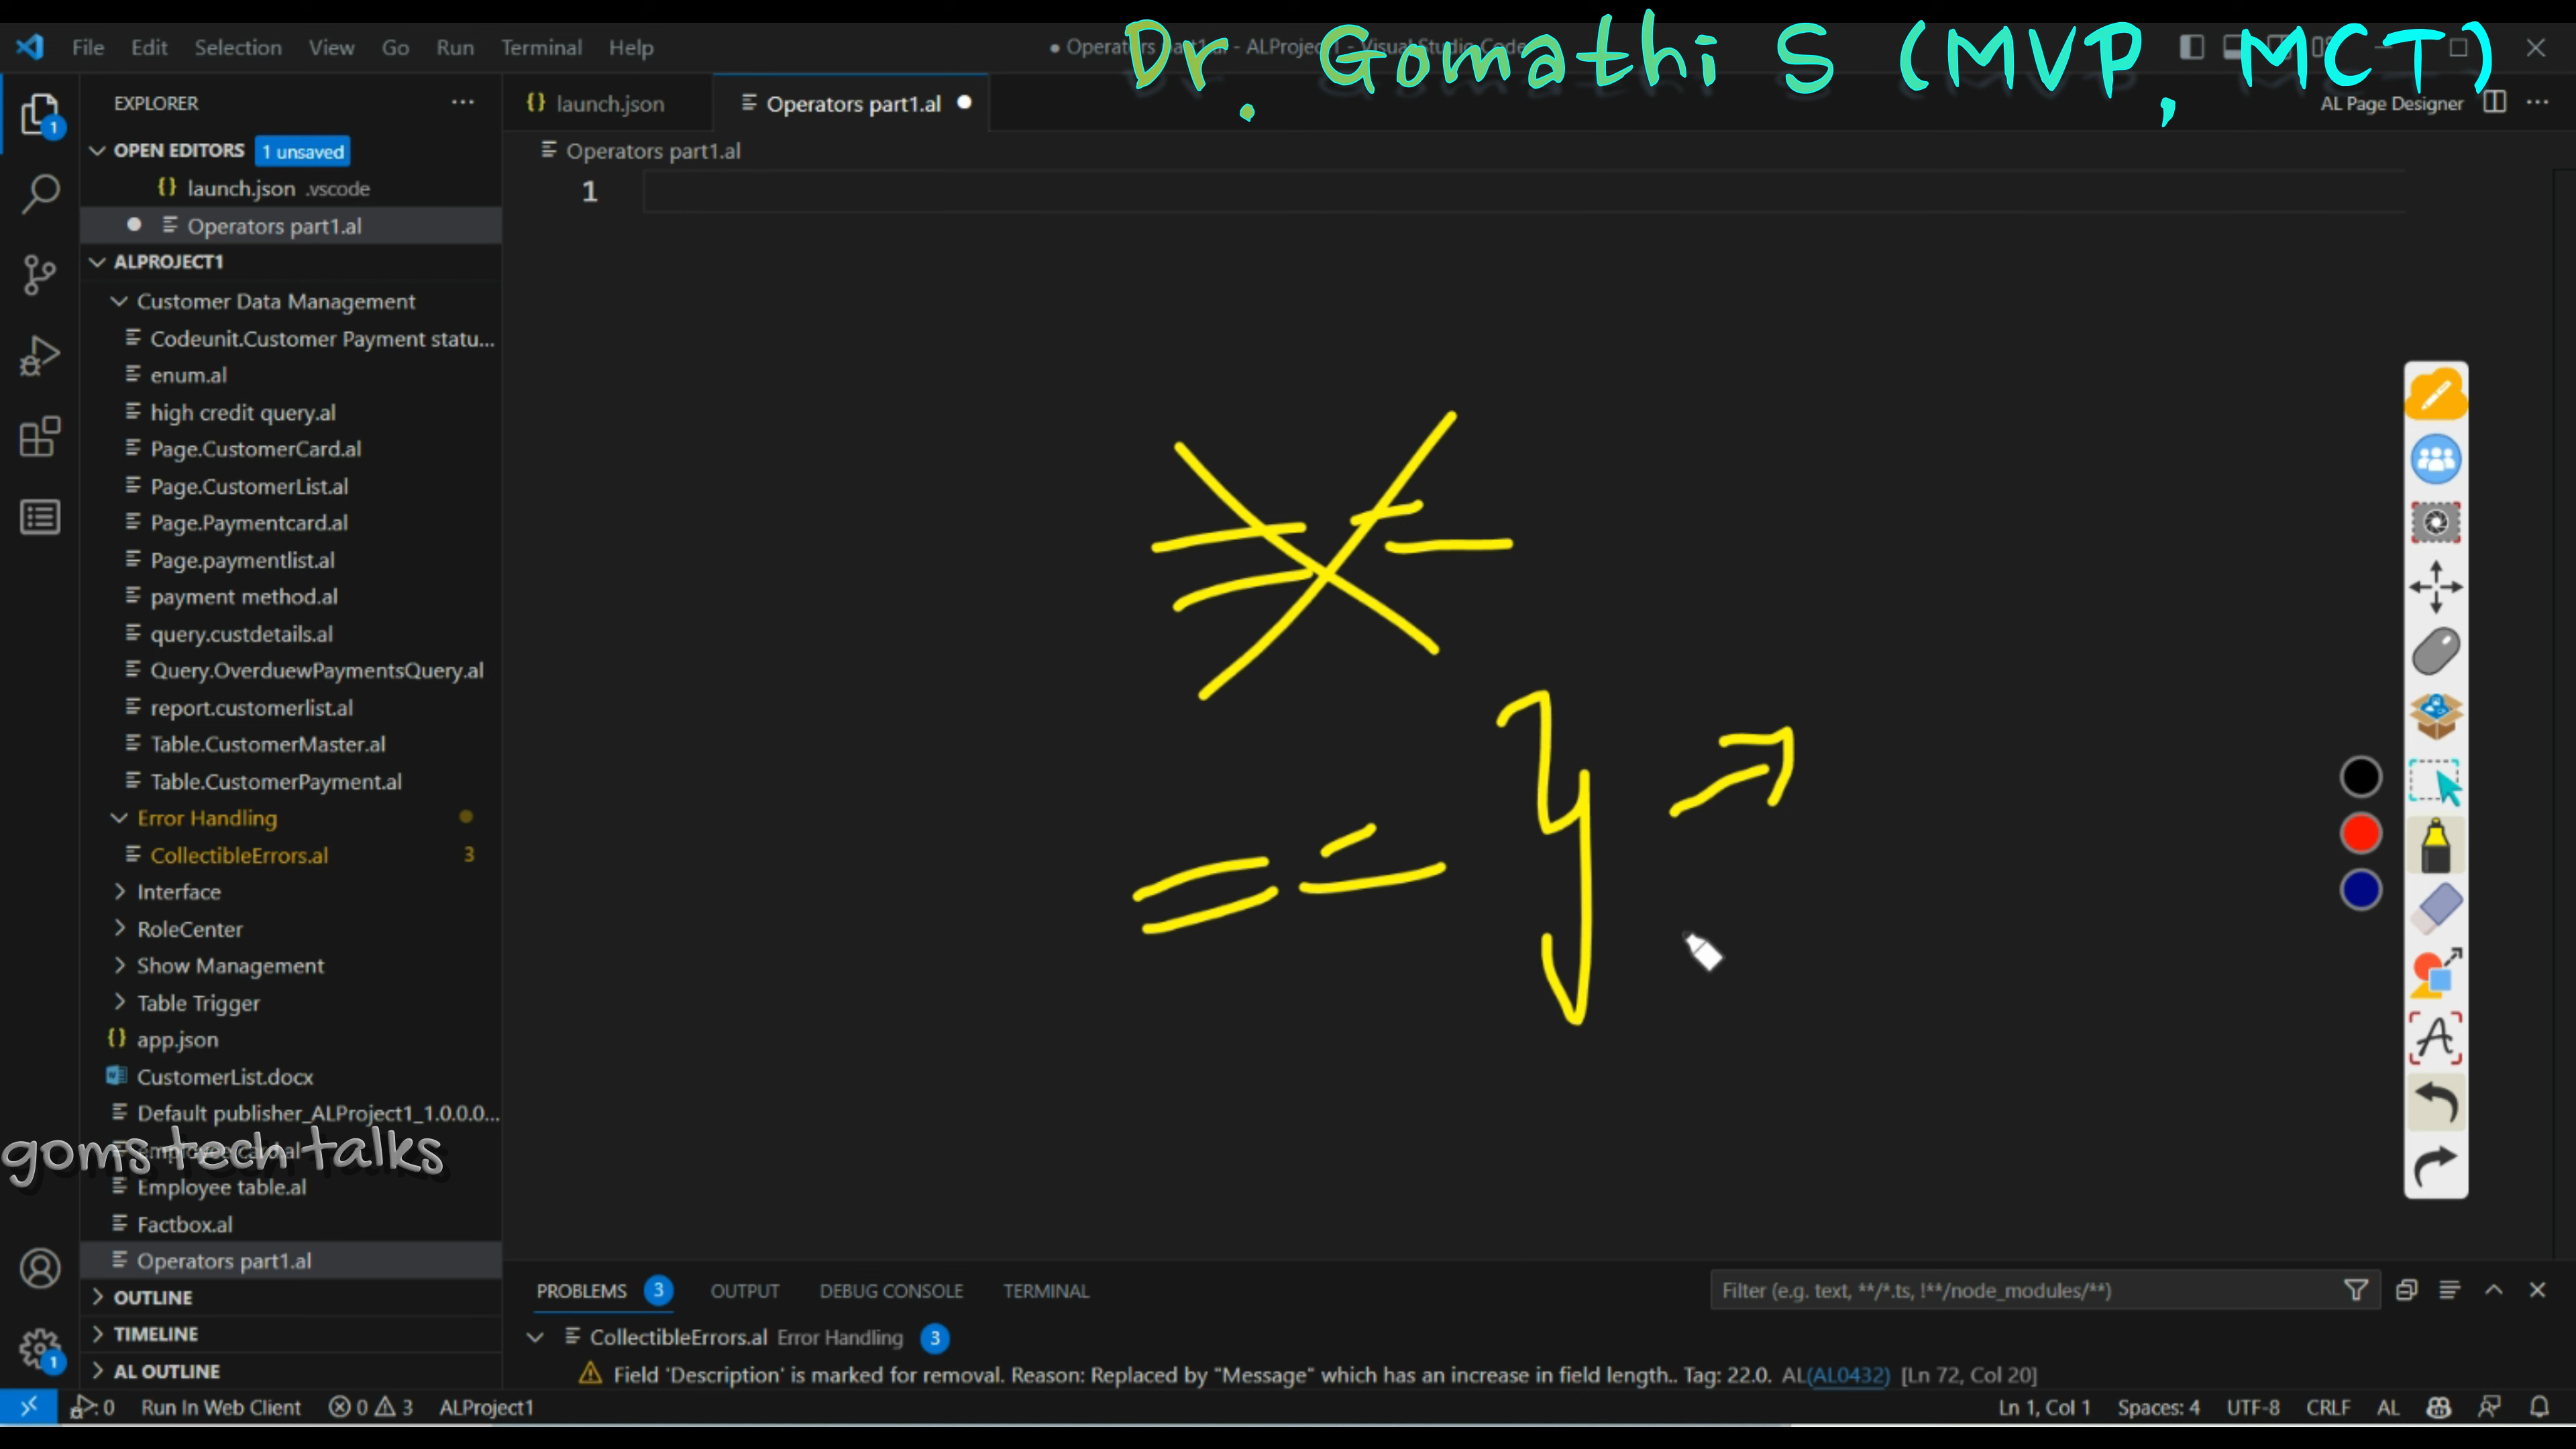 File Edit Selection View Go Run Terminal Help
Dr. Gomathi S (MVP, MCT)
EXPLORER
launch.json
Operators part1.al
AL Page Designer
OPEN EDITORS 1 unsaved
Operators part1.al
launch.json .vscode
1
Operators part1.al
ALPROJECT1
Customer Data Management
Codeunit.Customer Payment statu...
enum.al
high credit query.al
Page.CustomerCard.al
Page.CustomerList.al
Page.Paymentcard.al
Page.paymentlist.al
payment method.al
query.custdetails.al
Query.OverduewPaymentsQuery.al
report.customerlist.al
Table.CustomerMaster.al
Table.CustomerPayment.al
Error Handling
CollectibleErrors.al 3
Interface
RoleCenter
Show Management
Table Trigger
app.json
CustomerList.docx
Default publisher_ALProject1_1.0.0.0...
goms tech talks
Employee table.al
Factbox.al
Operators part1.al
OUTLINE
TIMELINE
AL OUTLINE
PROBLEMS 3 OUTPUT DEBUG CONSOLE TERMINAL
Filter (e.g. text, **/*.ts, !**/node_modules/**)
CollectibleErrors.al Error Handling 3
Field 'Description' is marked for removal. Reason: Replaced by "Message" which has an increase in field length.. Tag: 22.0. AL(AL0432) [Ln 72, Col 20]
0 Run In Web Client 0 3 ALProject1
Ln 1, Col 1 Spaces: 4 UTF-8 CRLF AL